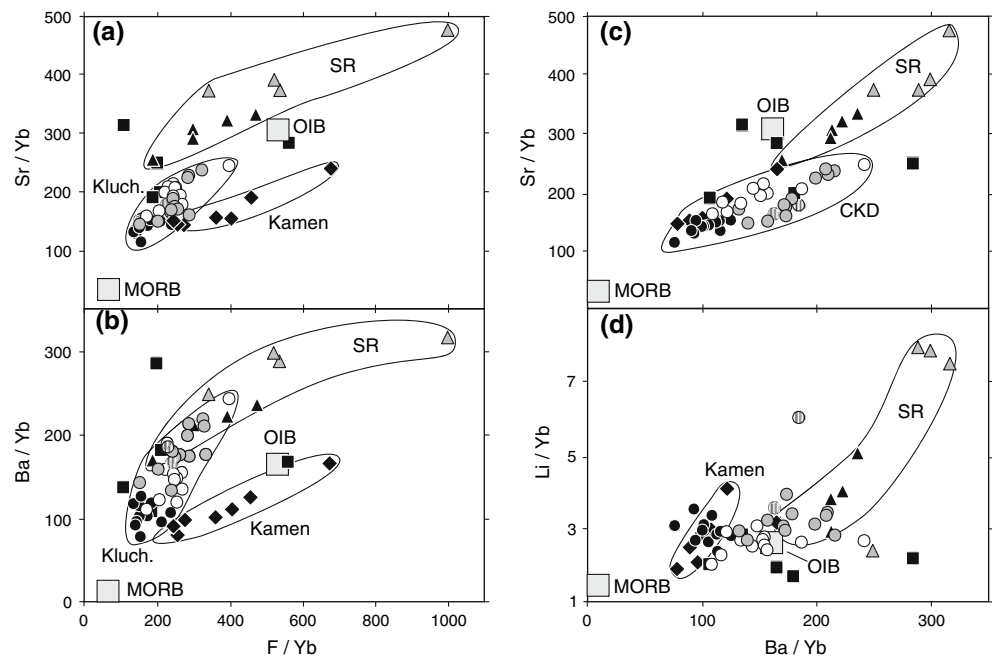 (a)
500
400
300
200
100
Sr / Yb
SR
OIB
Kluch.
Kamen
MORB
(b)
300
200
100
0
Ba / Yb
SR
OIB
Kamen
Kluch.
MORB
0 200 400 600 800 1000
F / Yb
(c)
500
400
300
200
100
Sr / Yb
SR
OIB
CKD
MORB
(d)
7
5
3
1
Li / Yb
Kamen
SR
OIB
MORB
0 100 200 300
Ba / Yb